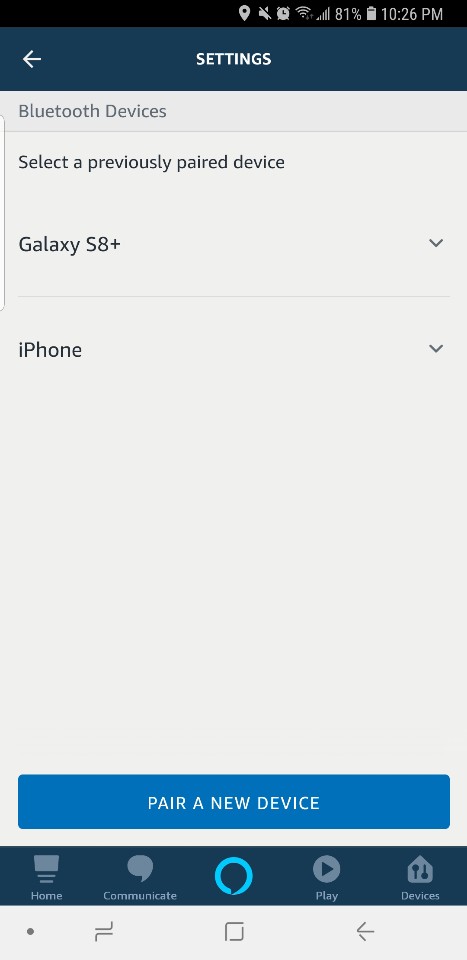 81% 10:26 PM
SETTINGS
Bluetooth Devices
Select a previously paired device
Galaxy S8+
iPhone
PAIR A NEW DEVICE
Home Communicate Play Devices